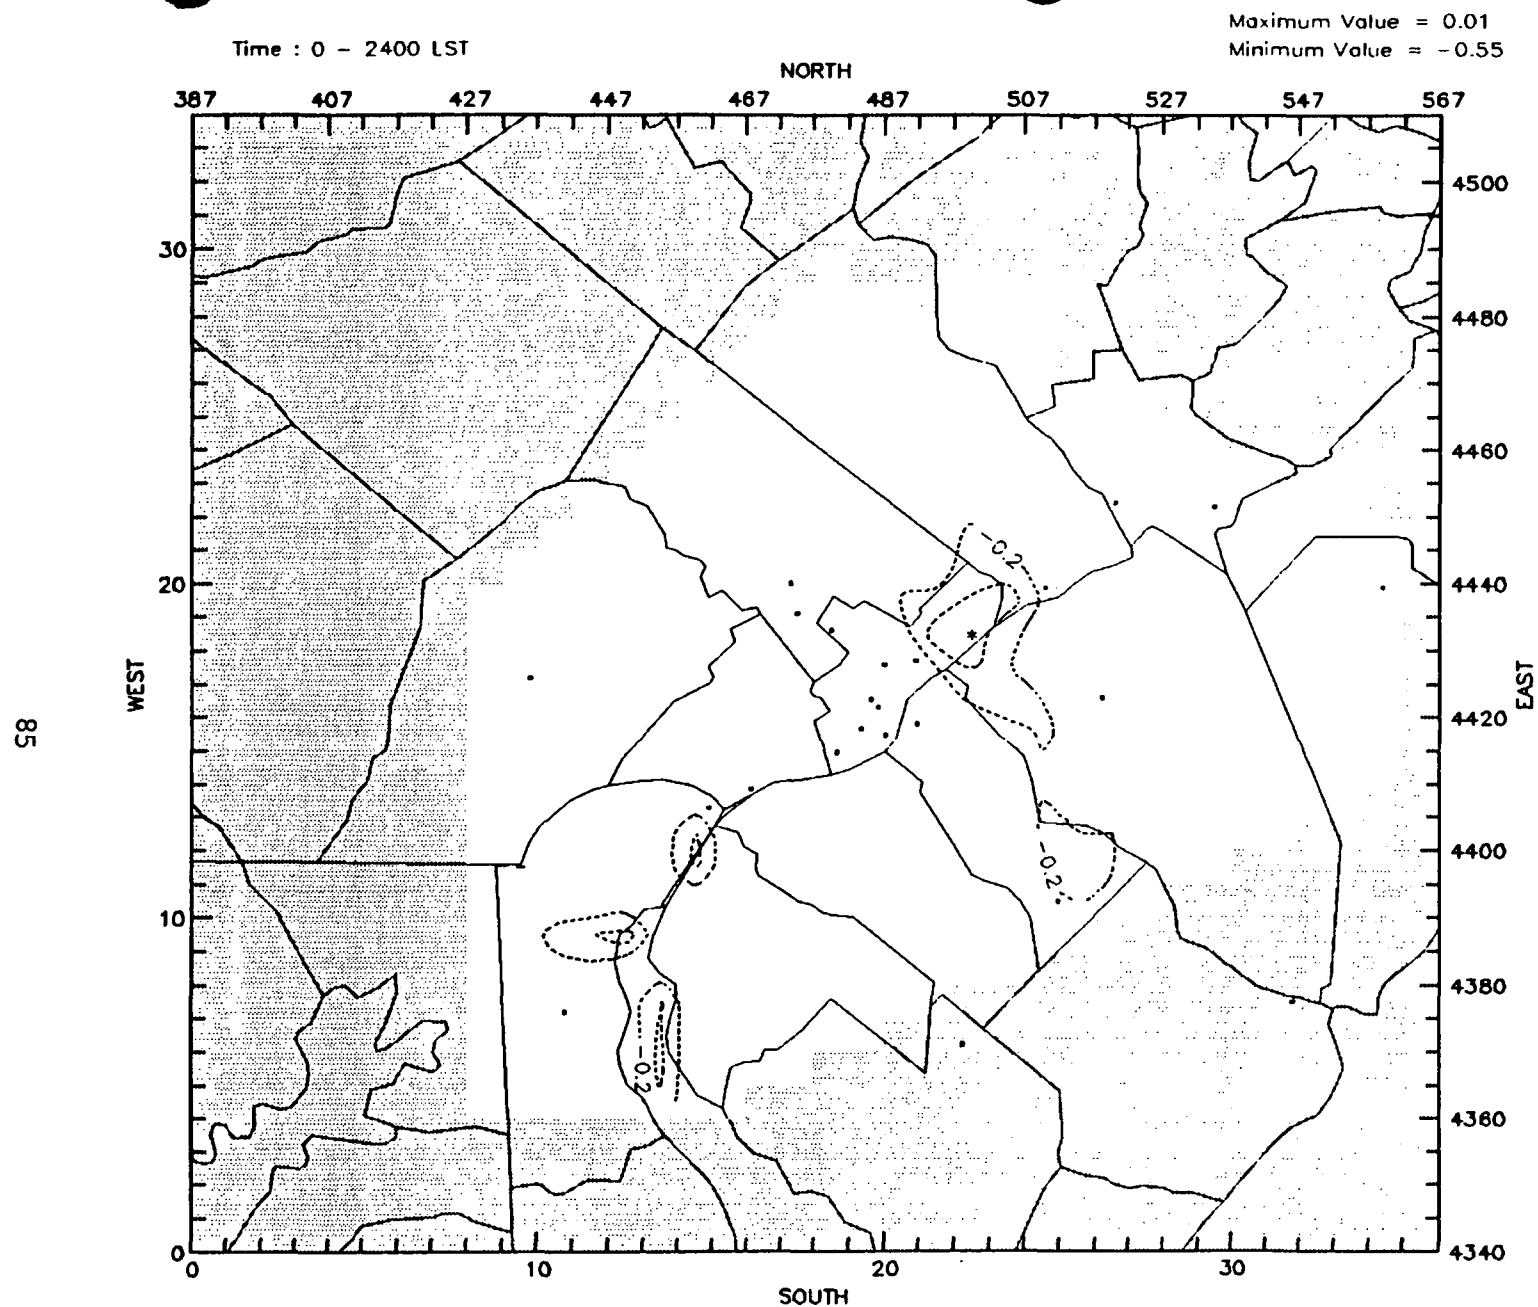 Maximum Value = 0.01
Time : 0 - 2400 LST
Minimum Value = -0.55
NORTH
387 407 427 447 467 487 507 527 547 567
4500
30
4480
4460
-0.2
20
4440
WEST
EAST
85
4420
4400
-0.2
10
4380
-0.2
4360
0
4340
0 10 20 30
SOUTH